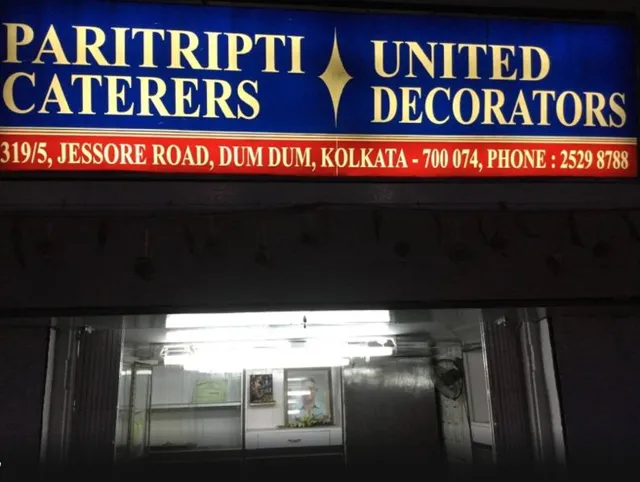 PARITRIPTI
CATERERS
UNITED
DECORATORS
319/5, JESSORE ROAD, DUM DUM, KOLKATA - 700 074, PHONE : 2529 8788